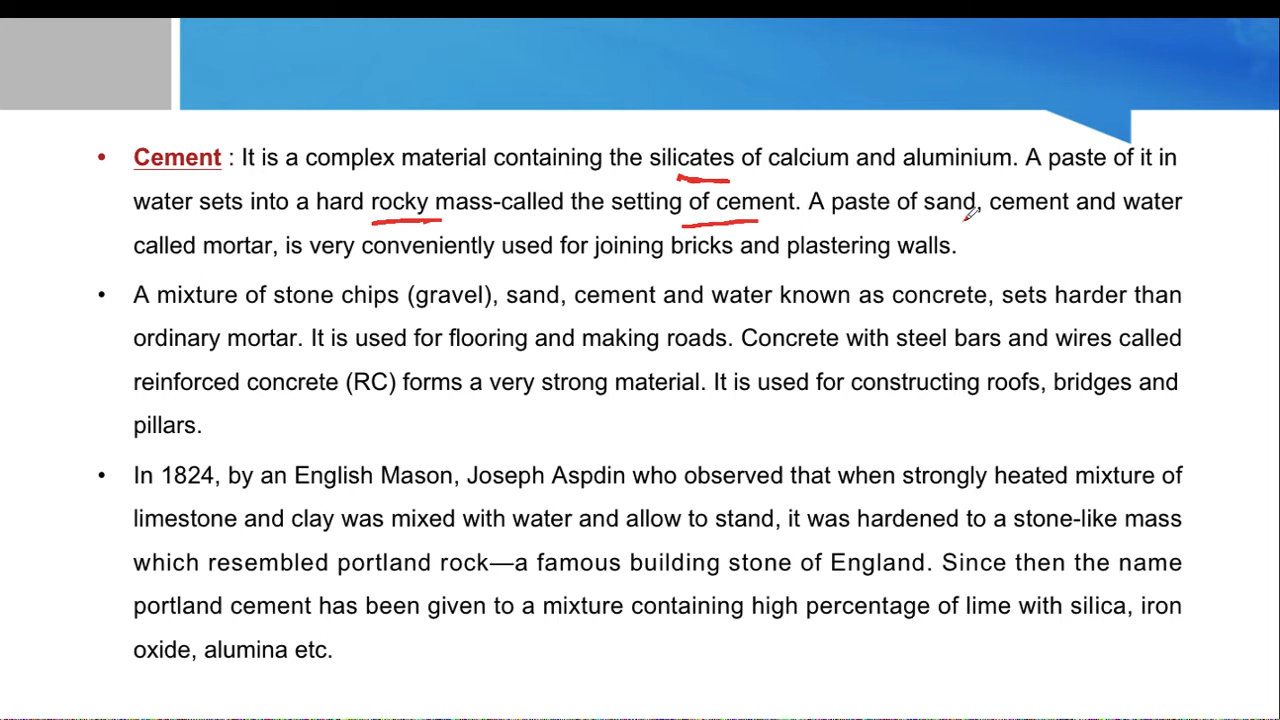 • Cement : It is a complex material containing the silicates of calcium and aluminium. A paste of it in
water sets into a hard rocky mass-called the setting of cement. A paste of sand, cement and water
called mortar, is very conveniently used for joining bricks and plastering walls.
• A mixture of stone chips (gravel), sand, cement and water known as concrete, sets harder than
ordinary mortar. It is used for flooring and making roads. Concrete with steel bars and wires called
reinforced concrete (RC) forms a very strong material. It is used for constructing roofs, bridges and
pillars.
• In 1824, by an English Mason, Joseph Aspdin who observed that when strongly heated mixture of
limestone and clay was mixed with water and allow to stand, it was hardened to a stone-like mass
which resembled portland rock—a famous building stone of England. Since then the name
portland cement has been given to a mixture containing high percentage of lime with silica, iron
oxide, alumina etc.